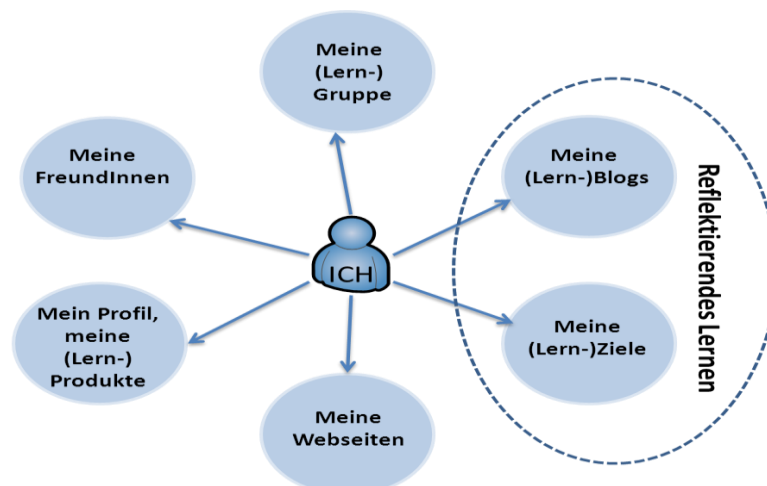 Meine
(Lern-)
Gruppe
Meine
FreundInnen
Meine
(Lern-)Blogs
ICH
Mein Profil,
meine
(Lern-)
Produkte
Meine
(Lern-)Ziele
Meine
Webseiten
Reflektierendes Lernen